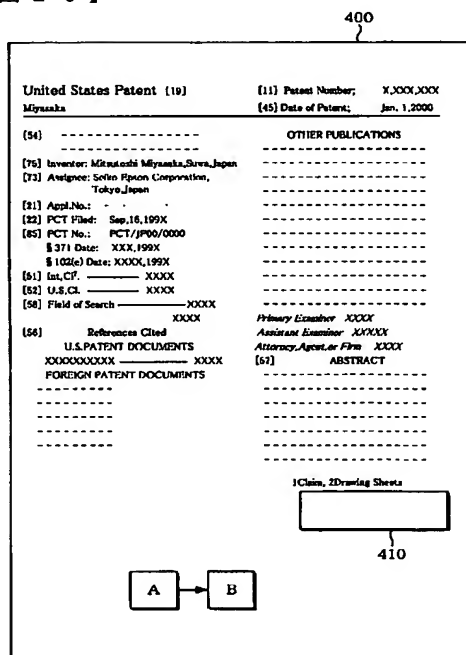 400
United States Patent [19]
Miyasaka
[11] Patent Number; X,XXX,XXX
[45] Date of Patent; Jan. 1,2000
[54]
[75] Inventor: Mitsutoshi Miyasaka,Suwa,Japan
[73] Assignee: Seiko Epson Corporation,
Tokyo,Japan
[21] Appl.No.: - - -
[22] PCT Filed: Sep,16,199X
[85] PCT No.: PCT/JP00/0000
§ 371 Date: XXX,199X
§ 102(e) Date; XXXX,199X
[51] Int,Cl⁶. ———— XXXX
[52] U.S,Cl. ———— XXXX
[58] Field of Search ————XXXX
XXXX
[56] References Cited
U.S.PATENT DOCUMENTS
XXXXXXXXXX ———— XXXX
FOREIGN PATENT DOCUMENTS
OTHER PUBLICATIONS
Primary Examiner XXXX
Assistant Examiner XXXXX
Attorney,Agent,or Firm XXXX
[57] ABSTRACT
1Claim, 2Drawing Sheets
410
A
B